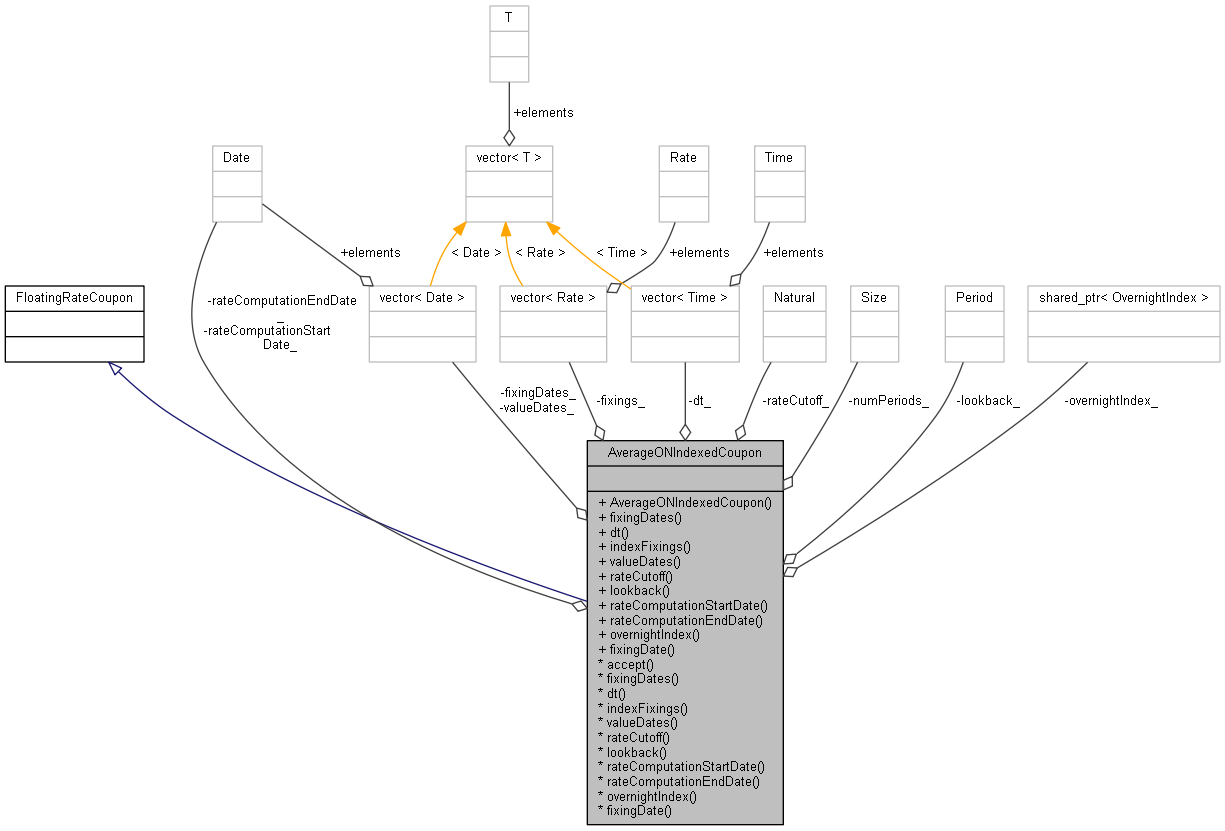 T
+elements
Date
vector< T >
Rate
Time
+elements
< Date >
< Rate >
< Time >
+elements
+elements
FloatingRateCoupon
-rateComputationEndDate
_
-rateComputationStart
Date_
vector< Date >
vector< Rate >
vector< Time >
Natural
Size
Period
shared_ptr< OvernightIndex >
-fixingDates_
-valueDates_
-fixings_
-dt_
-rateCutoff_
-numPeriods_
-lookback_
-overnightIndex_
AverageONIndexedCoupon
+ AverageONIndexedCoupon()
+ fixingDates()
+ dt()
+ indexFixings()
+ valueDates()
+ rateCutoff()
+ lookback()
+ rateComputationStartDate()
+ rateComputationEndDate()
+ overnightIndex()
+ fixingDate()
* accept()
* fixingDates()
* dt()
* indexFixings()
* valueDates()
* rateCutoff()
* lookback()
* rateComputationStartDate()
* rateComputationEndDate()
* overnightIndex()
* fixingDate()